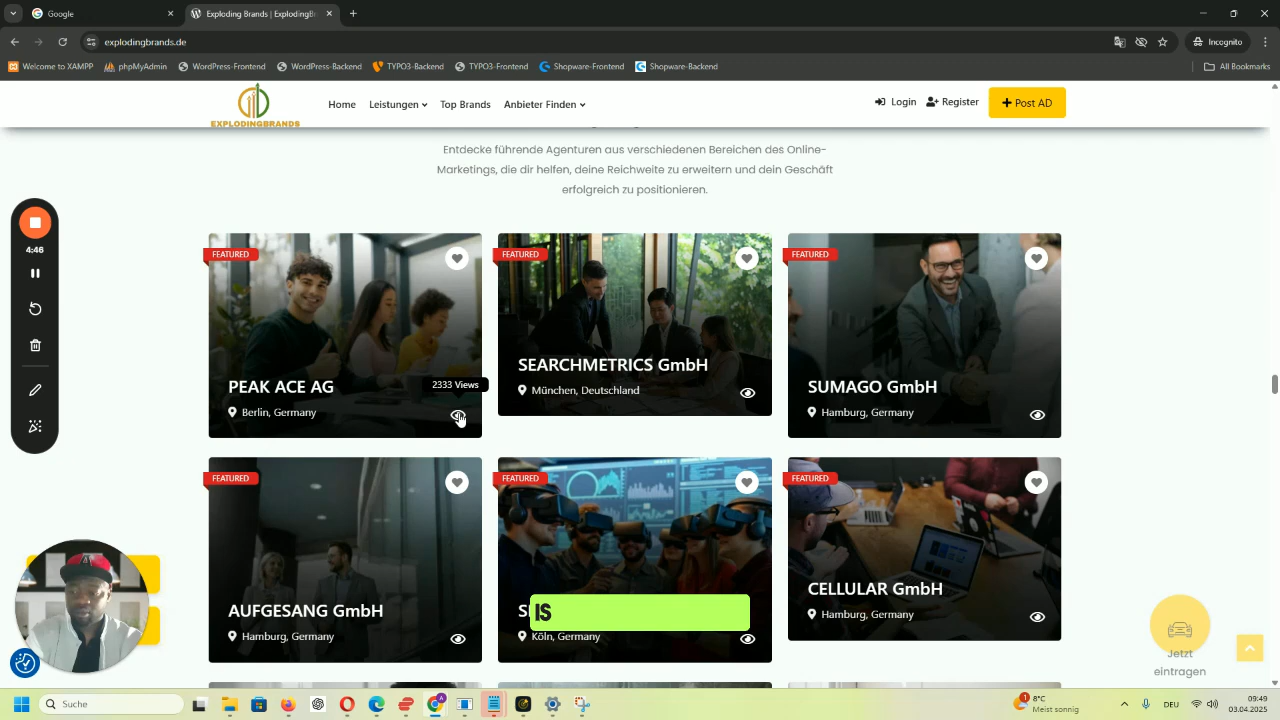 Google
WordPress | ExplodingB
explodingbrands.de
Incognito
Welcome to XAMPP
phpMyAdmin
WordPress-Frontend
WordPress-Backend
TYPO3-Backend
TYPO3-Frontend
Shopware-Frontend
Shopware-Backend
All Bookmarks
EXPLODINGBRANDS
Home
Leistungen
Top Brands
Anbieter Finden
Login
Register
Post AD
Entdecke führende Agenturen aus verschiedenen Bereichen des Online-
Marketings, die dir helfen, deine Reichweite zu erweitern und dein Geschäft
erfolgreich zu positionieren.
4:46
FEATURED
PEAK ACE AG
Berlin, Germany
2333 Views
FEATURED
SEARCHMETRICS GmbH
München, Deutschland
FEATURED
SUMAGO GmbH
Hamburg, Germany
FEATURED
AUFGESANG GmbH
Hamburg, Germany
FEATURED
IS
Köln, Germany
FEATURED
CELLULAR GmbH
Hamburg, Germany
Jetzt
eintragen
Suche
1
8°C
Meist sonnig
DEU
09:49
03.04.2025